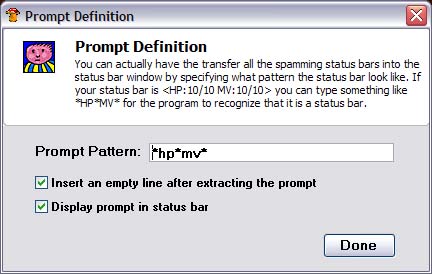 Prompt Definition
Prompt Definition
You can actually have the transfer all the spamming status bars into the
status bar window by specifying what pattern the status bar look like. If
your status bar is <HP:10/10 MV:10/10> you can type something like
*HP*MV* for the program to recognize that it is a status bar.
Prompt Pattern: *hp*mv*
Insert an empty line after extracting the prompt
Display prompt in status bar
Done